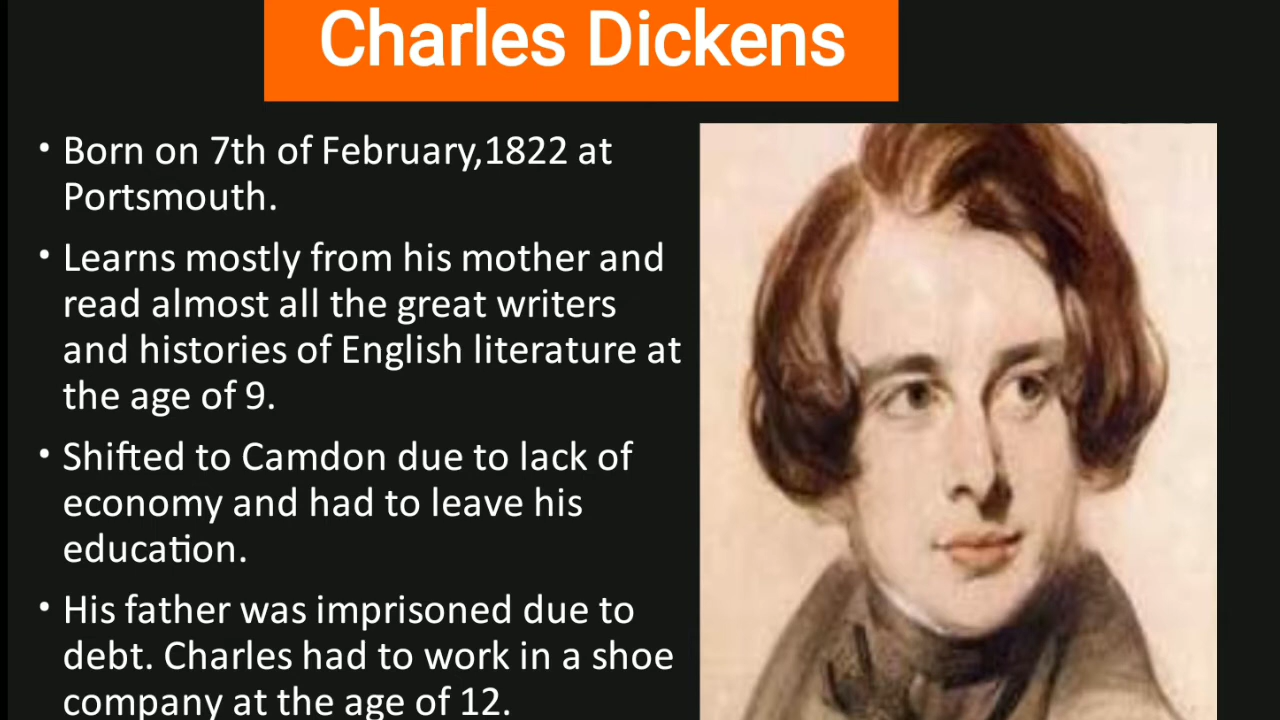 Charles Dickens
• Born on 7th of February,1822 at
Portsmouth.
• Learns mostly from his mother and
read almost all the great writers
and histories of English literature at
the age of 9.
• Shifted to Camdon due to lack of
economy and had to leave his
education.
• His father was imprisoned due to
debt. Charles had to work in a shoe
company at the age of 12.